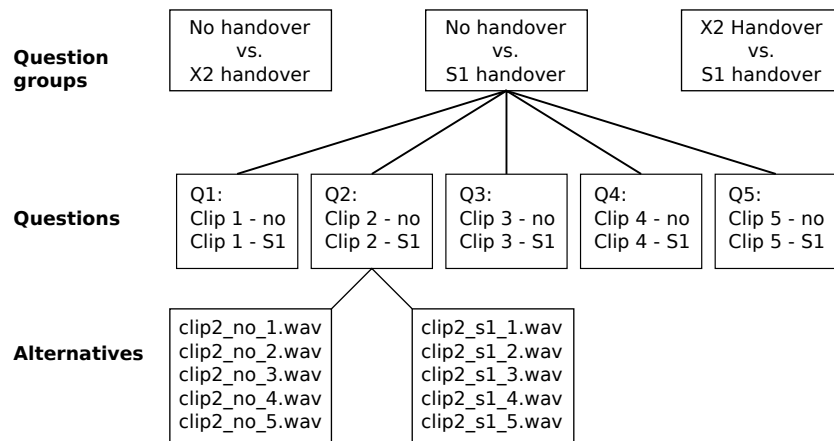 Question
groups
No handover
vs.
X2 handover
No handover
vs.
S1 handover
X2 Handover
vs.
S1 handover
Questions
Q1:
Clip 1 - no
Clip 1 - S1
Q2:
Clip 2 - no
Clip 2 - S1
Q3:
Clip 3 - no
Clip 3 - S1
Q4:
Clip 4 - no
Clip 4 - S1
Q5:
Clip 5 - no
Clip 5 - S1
Alternatives
clip2_no_1.wav
clip2_no_2.wav
clip2_no_3.wav
clip2_no_4.wav
clip2_no_5.wav
clip2_s1_1.wav
clip2_s1_2.wav
clip2_s1_3.wav
clip2_s1_4.wav
clip2_s1_5.wav